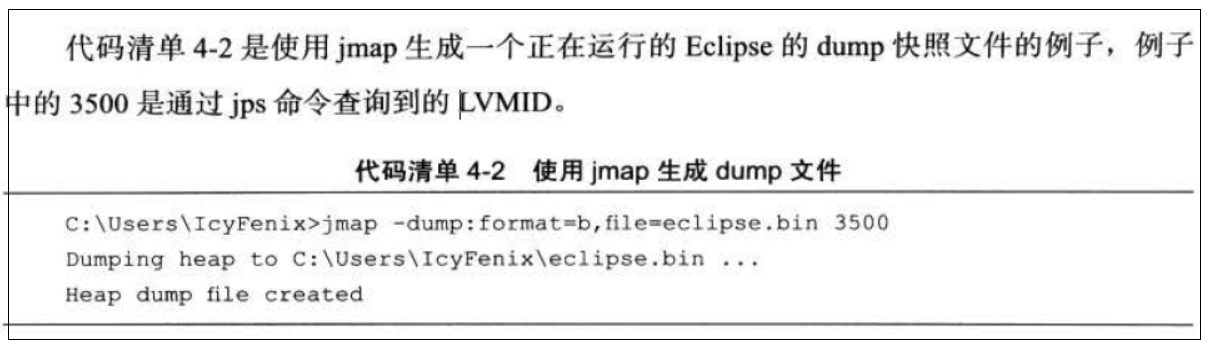 代码清单 4-2 是使用 jmap 生成一个正在运行的 Eclipse 的 dump 快照文件的例子，例子
中的 3500 是通过 jps 命令查询到的 LVMID。
代码清单 4-2 使用 jmap 生成 dump 文件
C:\Users\IcyFenix>jmap -dump:format=b,file=eclipse.bin 3500
Dumping heap to C:\Users\IcyFenix\eclipse.bin ...
Heap dump file created